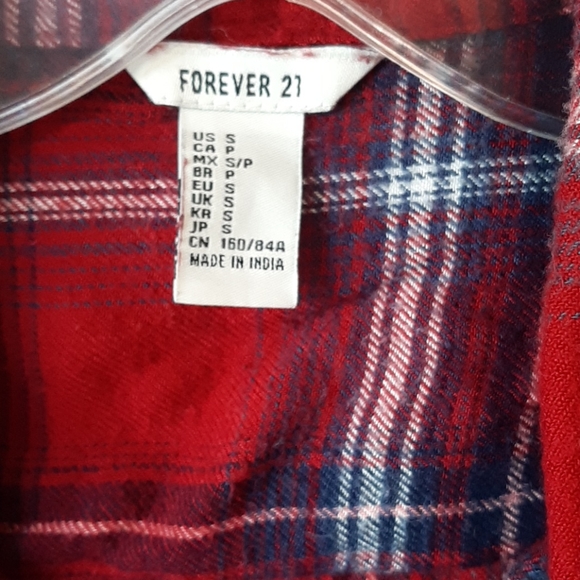 FOREVER 21
US S
CA P
MX S/P
BR P
EU S
UK S
KR S
JP S
CN 160/84A
MADE IN INDIA